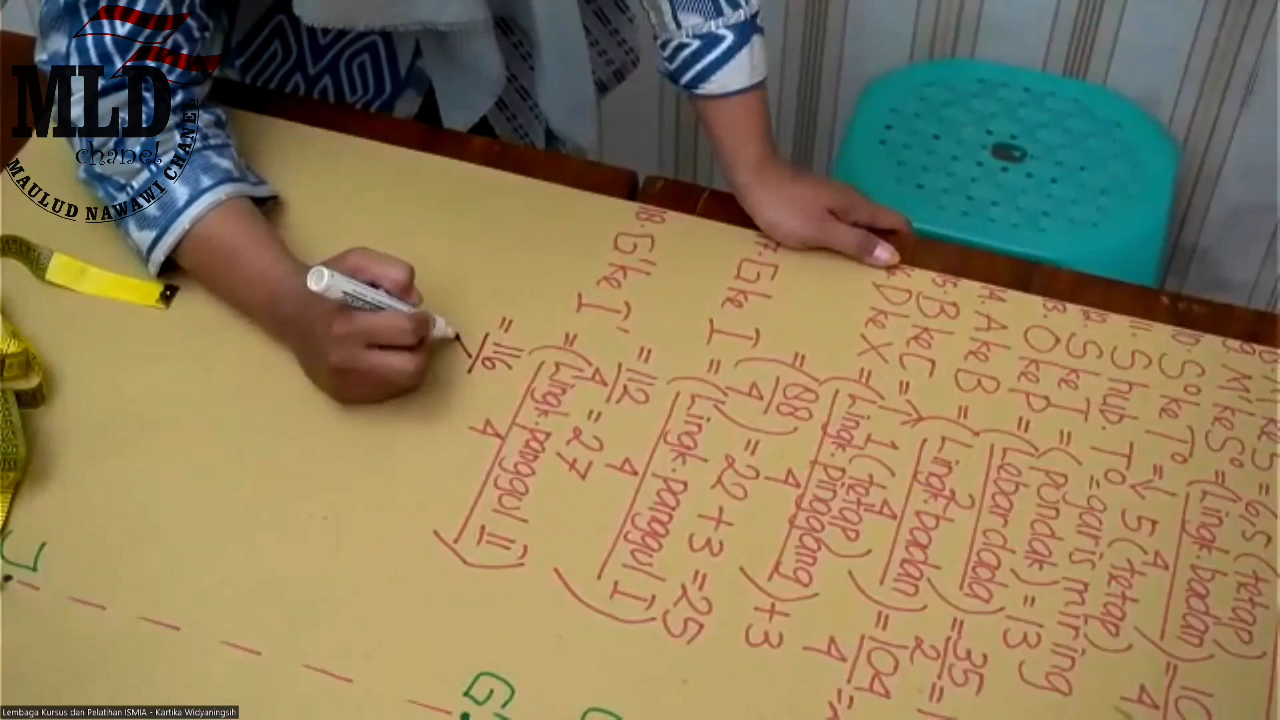 MLD
chanel
MAULUD NAWAWI CHANEL
9. M' ke S° = (Lingk. badan)
4
10. S° ke T° = ↓ 5 (tetap)
11. S hub. T° = garis miring
12. S ke T = (pundak) = 13
13. O ke P = (Lebar dada) = 35
2 2
14. A ke B = (Lingk. badan) = 104
4 4
15. B ke C = ↑ 1 (tetap)
16. D ke X = (Lingk. pinggang) + 3
4
= (88) = 22 + 3 = 25
4
17. G ke I = (Lingk. panggul I)
4
= 112 = 27
4
18. G' ke I' = (Lingk. panggul II)
4
= 116
J
G'
Lembaga Kursus dan Pelatihan ISMIA - Kartika Widyaningsih